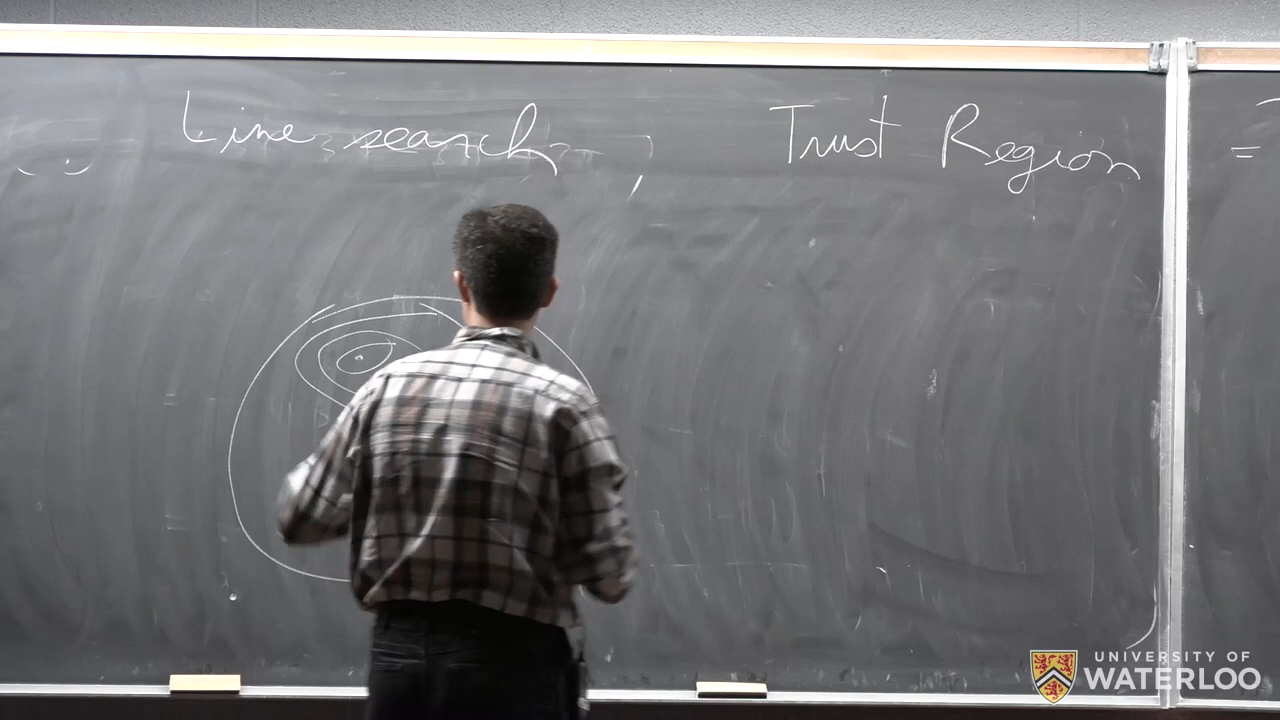 Line search, Trust Region =
UNIVERSITY OF
WATERLOO